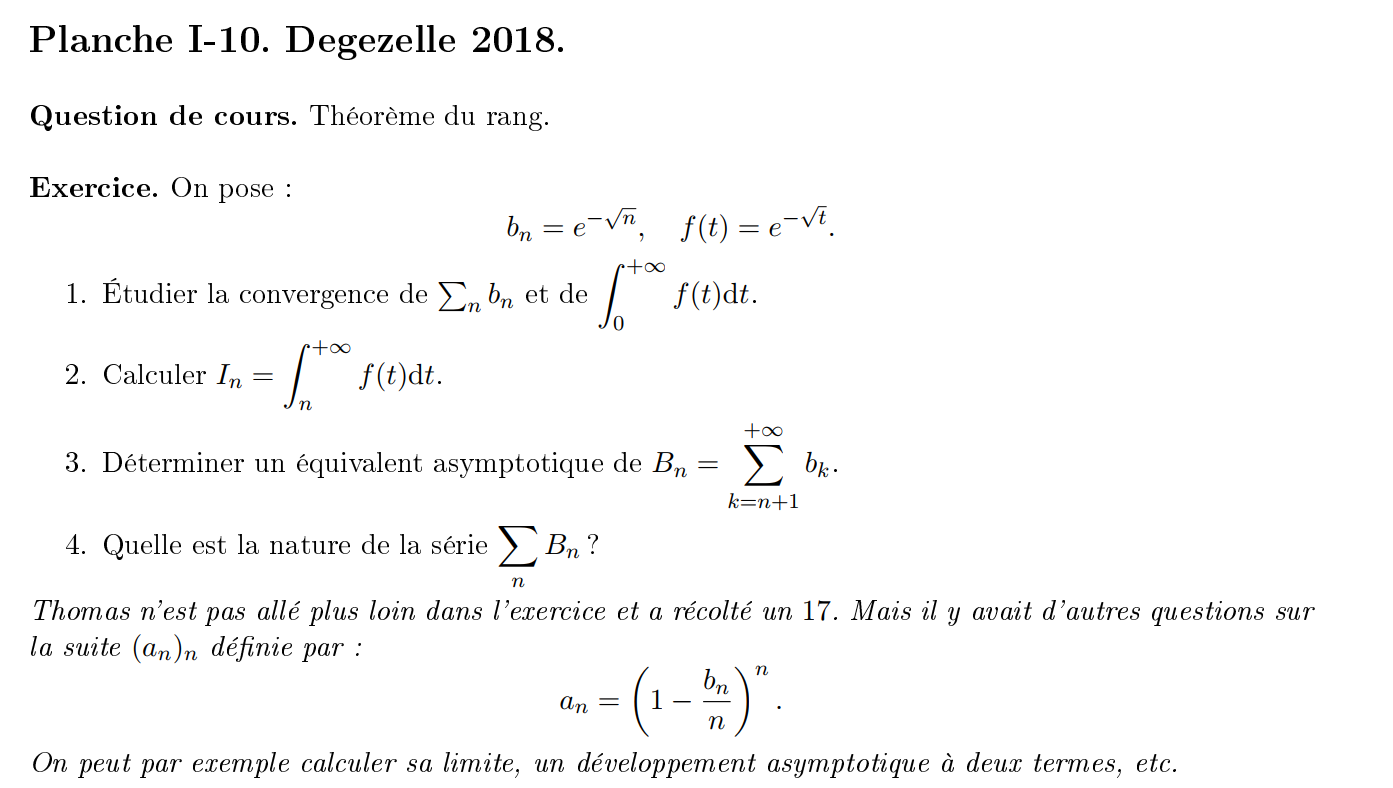 Planche I-10. Degezelle 2018.
Question de cours. Théorème du rang.
Exercice. On pose :
$b_n = e^{-\sqrt{n}}, \quad f(t) = e^{-\sqrt{t}}.$
1. Étudier la convergence de $\sum_n b_n$ et de $\int_0^{+\infty} f(t)\mathrm{d}t$.
2. Calculer $I_n = \int_n^{+\infty} f(t)\mathrm{d}t$.
3. Déterminer un équivalent asymptotique de $B_n = \sum_{k=n+1}^{+\infty} b_k$.
4. Quelle est la nature de la série $\sum_n B_n$ ?
Thomas n'est pas allé plus loin dans l'exercice et a récolté un 17. Mais il y avait d'autres questions sur
la suite $(a_n)_n$ définie par :
$a_n = \left(1 - \frac{b_n}{n}\right)^n.$
On peut par exemple calculer sa limite, un développement asymptotique à deux termes, etc.